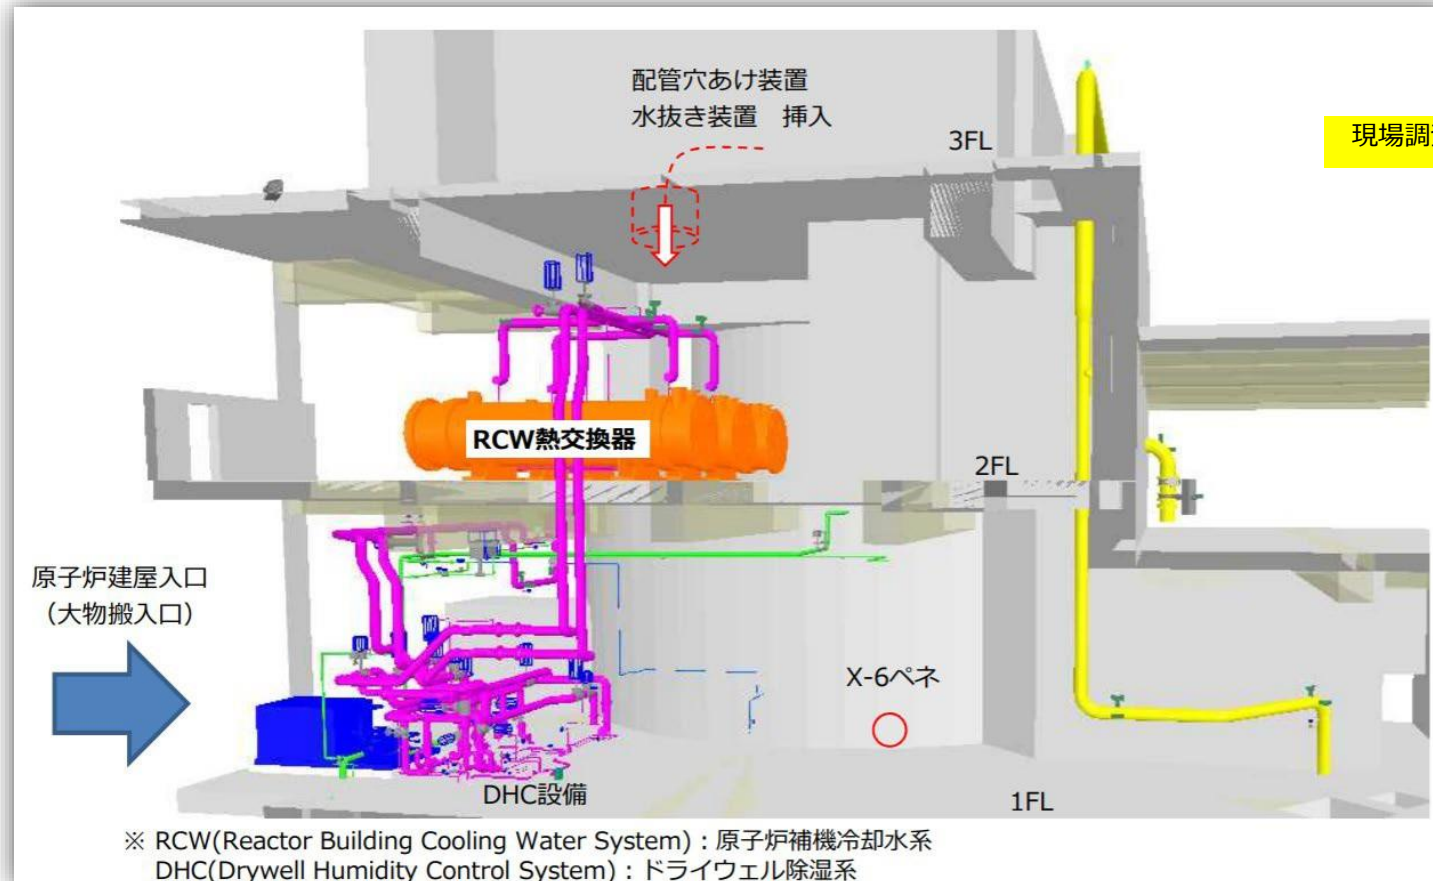 配管穴あけ装置
水抜き装置　挿入
3FL
現場調
RCW熱交換器
2FL
原子炉建屋入口
（大物搬入口）
X-6ペネ
DHC設備
1FL
※ RCW(Reactor Building Cooling Water System)：原子炉補機冷却水系
DHC(Drywell Humidity Control System)：ドライウェル除湿系